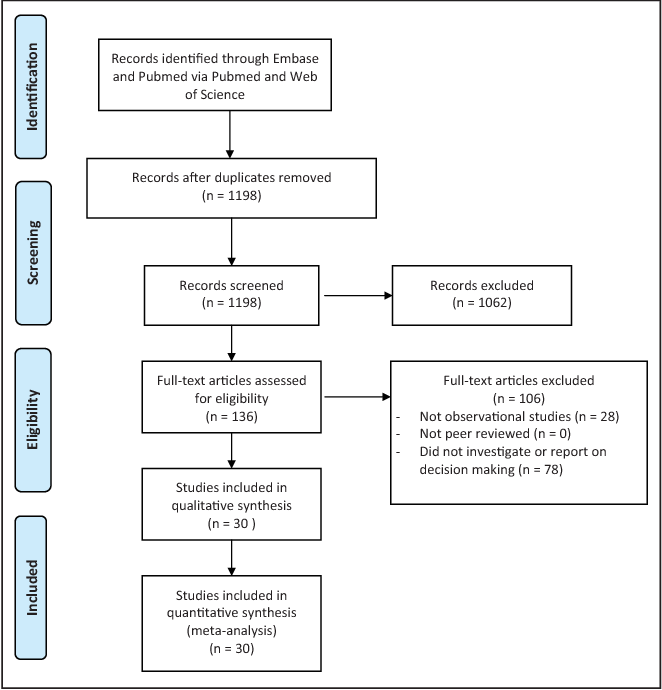 Identification
Records identified through Embase
and Pubmed via Pubmed and Web
of Science
Records after duplicates removed
(n = 1198)
Screening
Records screened
(n = 1198)
Records excluded
(n = 1062)
Eligibility
Full-text articles assessed
for eligibility
(n = 136)
Full-text articles excluded
(n = 106)
- Not observational studies (n = 28)
- Not peer reviewed (n = 0)
- Did not investigate or report on
decision making (n = 78)
Studies included in
qualitative synthesis
(n = 30 )
Included
Studies included in
quantitative synthesis
(meta-analysis)
(n = 30)